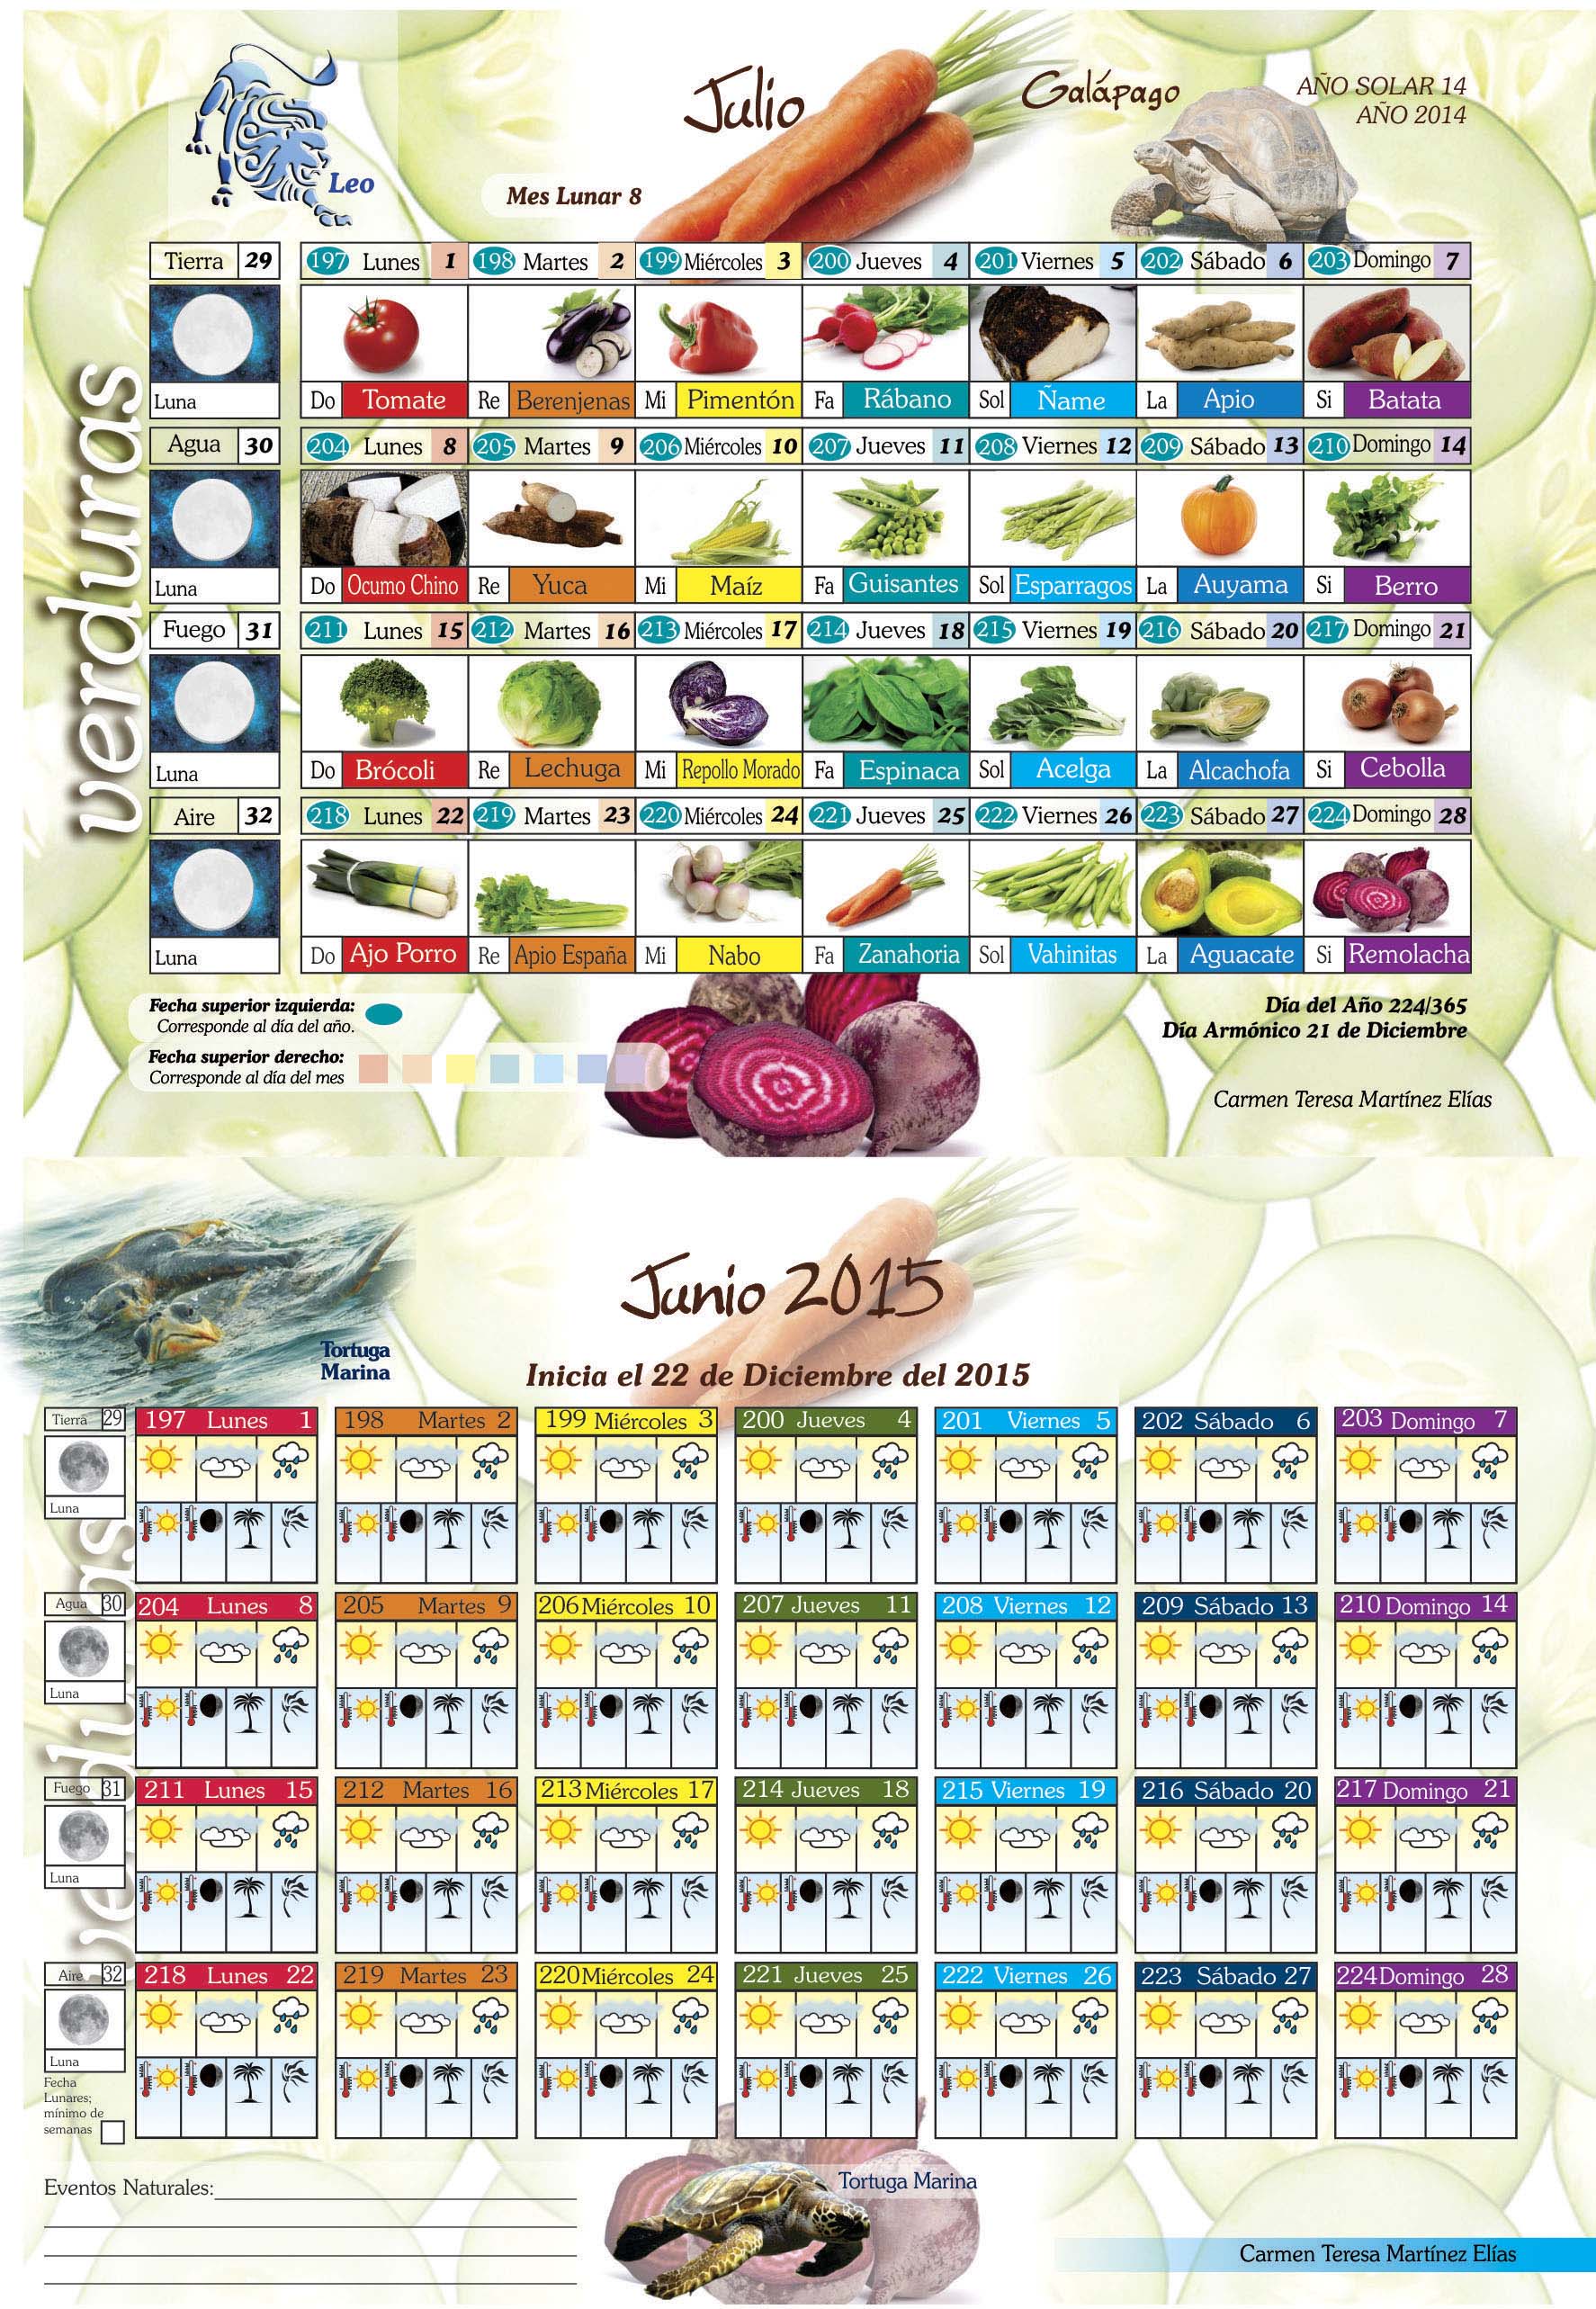 Julio
Galápago
AÑO SOLAR 14
AÑO 2014
Leo
Mes Lunar 8
verduras
Tierra 29 197 Lunes 1 198 Martes 2 199 Miércoles 3 200 Jueves 4 201 Viernes 5 202 Sábado 6 203 Domingo 7
Luna Do Tomate Re Berenjenas Mi Pimentón Fa Rábano Sol Ñame La Apio Si Batata
Agua 30 204 Lunes 8 205 Martes 9 206 Miércoles 10 207 Jueves 11 208 Viernes 12 209 Sábado 13 210 Domingo 14
Luna Do Ocumo Chino Re Yuca Mi Maíz Fa Guisantes Sol Esparragos La Auyama Si Berro
Fuego 31 211 Lunes 15 212 Martes 16 213 Miércoles 17 214 Jueves 18 215 Viernes 19 216 Sábado 20 217 Domingo 21
Luna Do Brócoli Re Lechuga Mi Repollo Morado Fa Espinaca Sol Acelga La Alcachofa Si Cebolla
Aire 32 218 Lunes 22 219 Martes 23 220 Miércoles 24 221 Jueves 25 222 Viernes 26 223 Sábado 27 224 Domingo 28
Luna Do Ajo Porro Re Apio España Mi Nabo Fa Zanahoria Sol Vahinitas La Aguacate Si Remolacha
Fecha superior izquierda:
Corresponde al día del año.
Fecha superior derecho:
Corresponde al día del mes
Día del Año 224/365
Día Armónico 21 de Diciembre
Carmen Teresa Martínez Elías
Junio 2015
Tortuga
Marina
Inicia el 22 de Diciembre del 2015
verduras
Tierra 29 197 Lunes 1 198 Martes 2 199 Miércoles 3 200 Jueves 4 201 Viernes 5 202 Sábado 6 203 Domingo 7
Luna
Agua 30 204 Lunes 8 205 Martes 9 206 Miércoles 10 207 Jueves 11 208 Viernes 12 209 Sábado 13 210 Domingo 14
Luna
Fuego 31 211 Lunes 15 212 Martes 16 213 Miércoles 17 214 Jueves 18 215 Viernes 19 216 Sábado 20 217 Domingo 21
Luna
Aire 32 218 Lunes 22 219 Martes 23 220 Miércoles 24 221 Jueves 25 222 Viernes 26 223 Sábado 27 224 Domingo 28
Luna
Fecha
Lunares;
mínimo de
semanas
Eventos Naturales:
Tortuga Marina
Carmen Teresa Martínez Elías